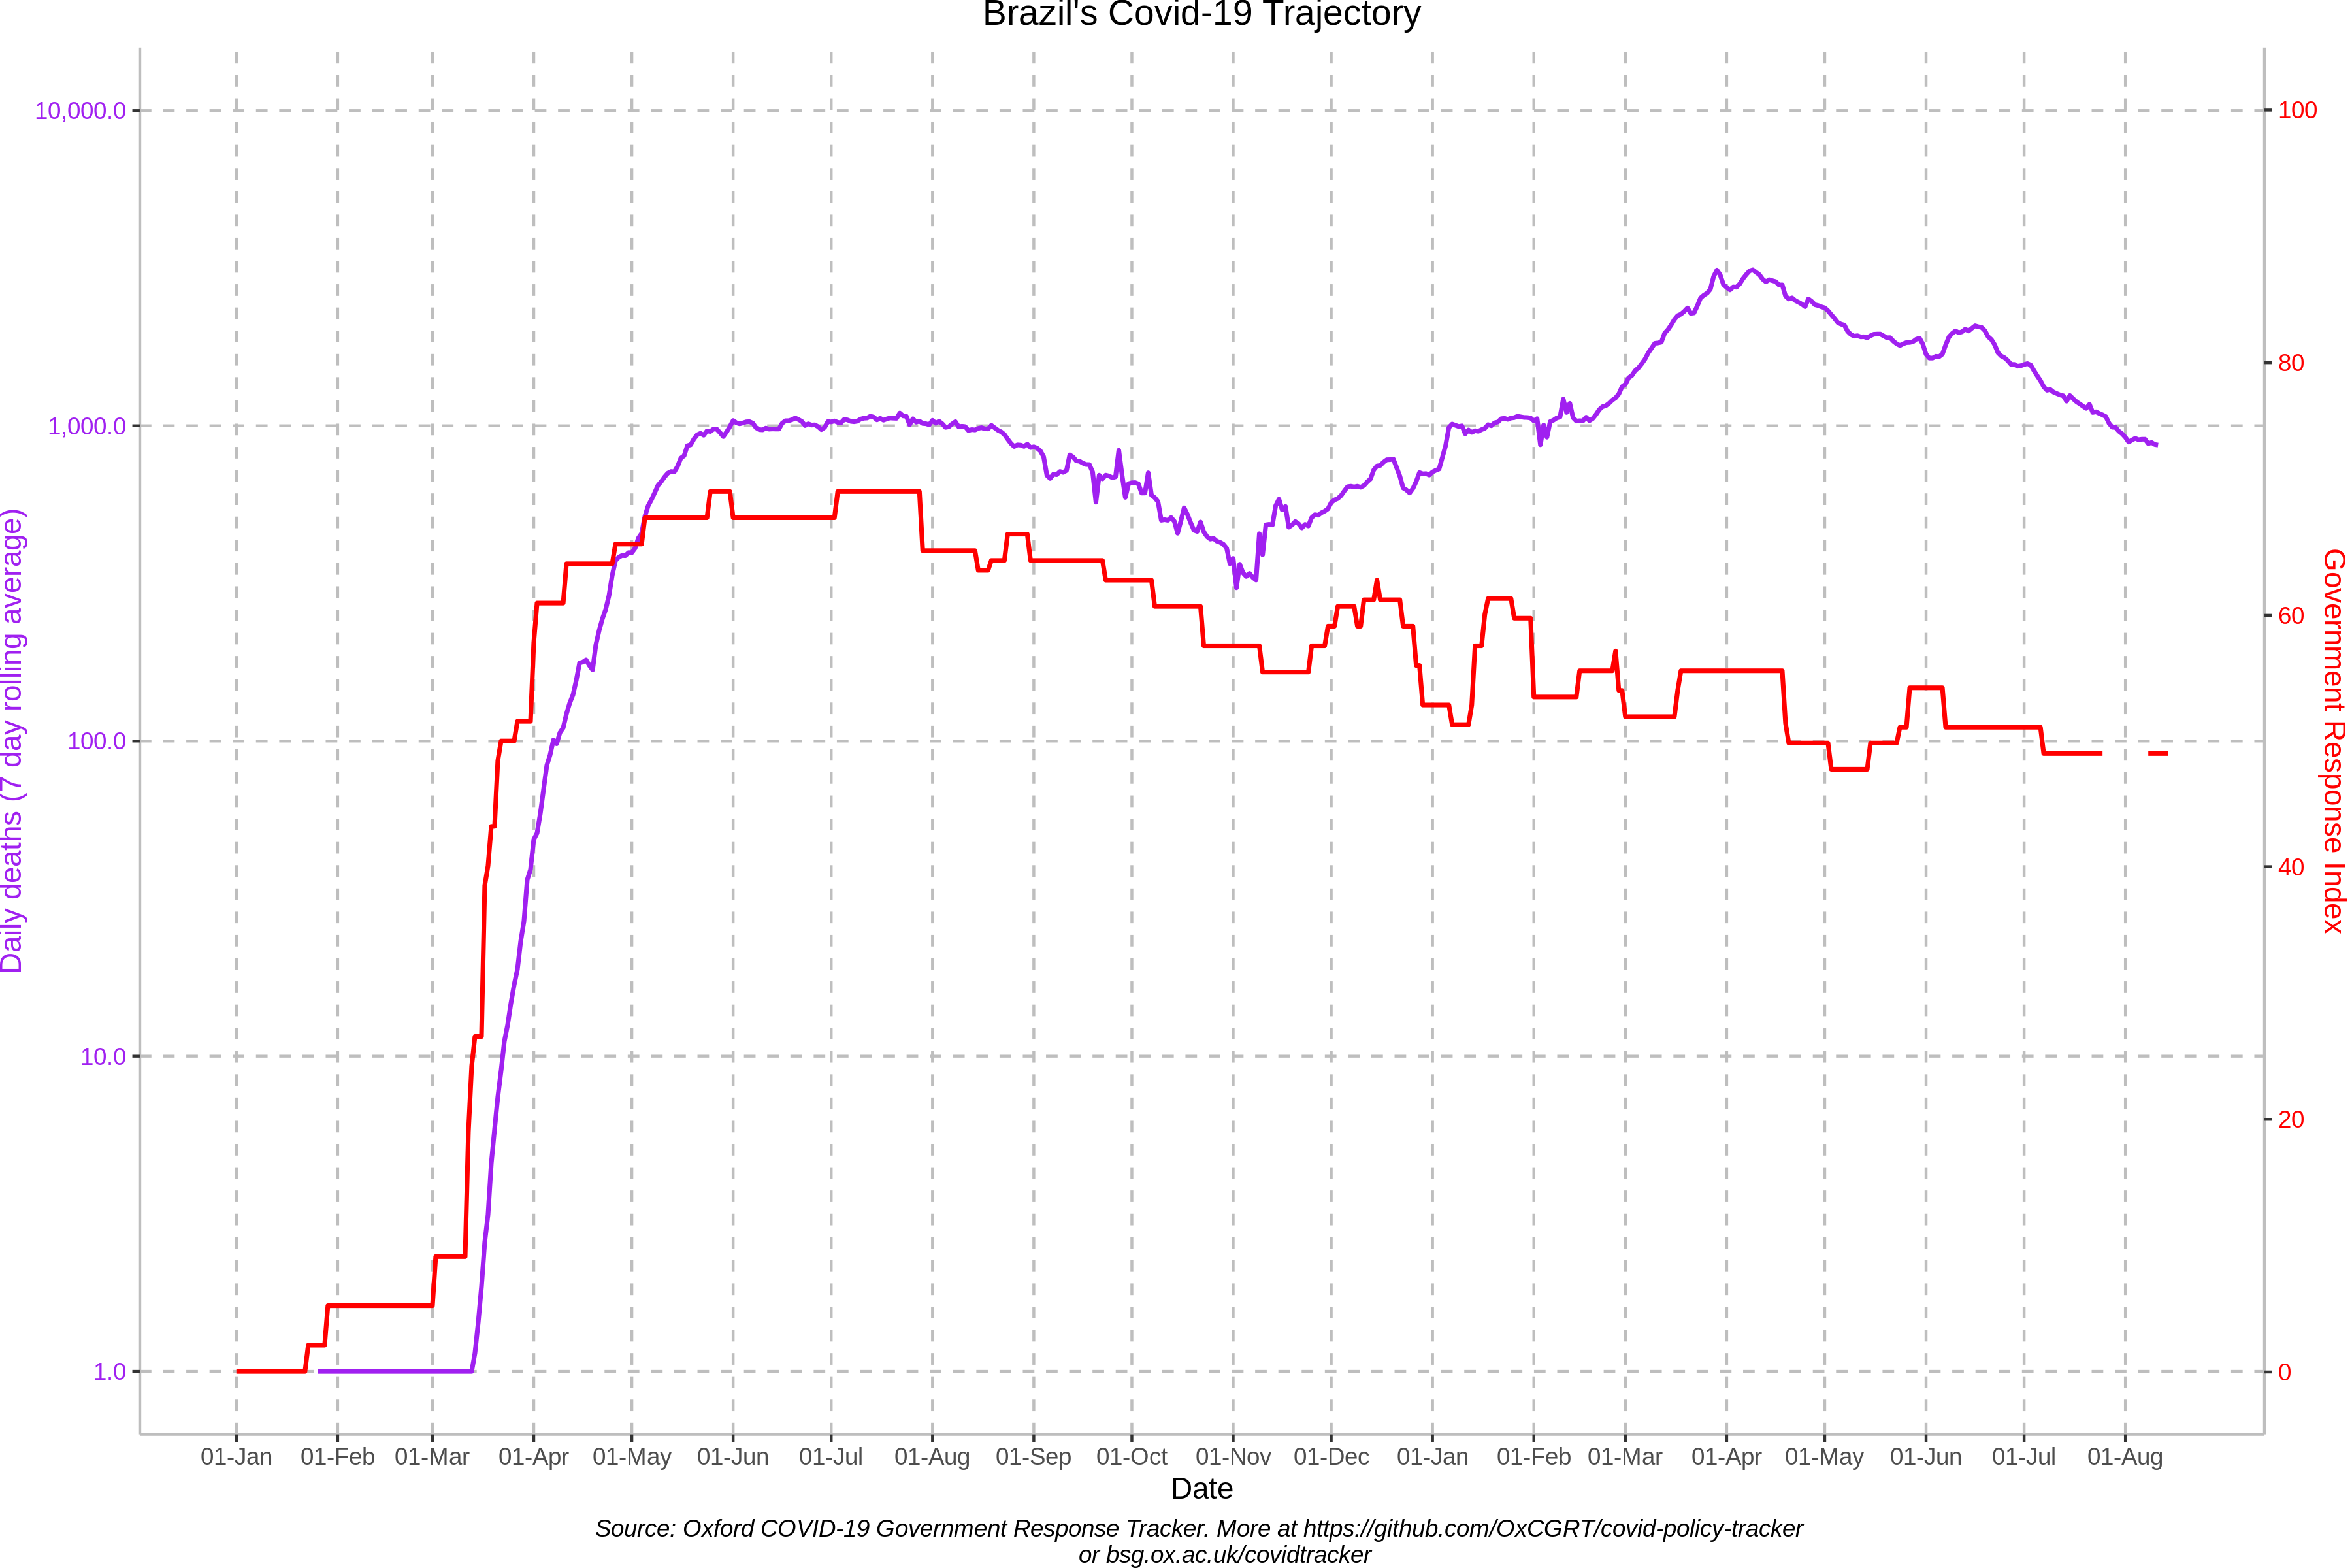 Brazil's Covid-19 Trajectory
10,000.0
1,000.0
100.0
10.0
1.0
Daily deaths (7 day rolling average)
100
80
60
40
20
0
Government Response Index
01-Jan 01-Feb 01-Mar 01-Apr 01-May 01-Jun 01-Jul 01-Aug 01-Sep 01-Oct 01-Nov 01-Dec 01-Jan 01-Feb 01-Mar 01-Apr 01-May 01-Jun 01-Jul 01-Aug
Date
Source: Oxford COVID-19 Government Response Tracker. More at https://github.com/OxCGRT/covid-policy-tracker
or bsg.ox.ac.uk/covidtracker